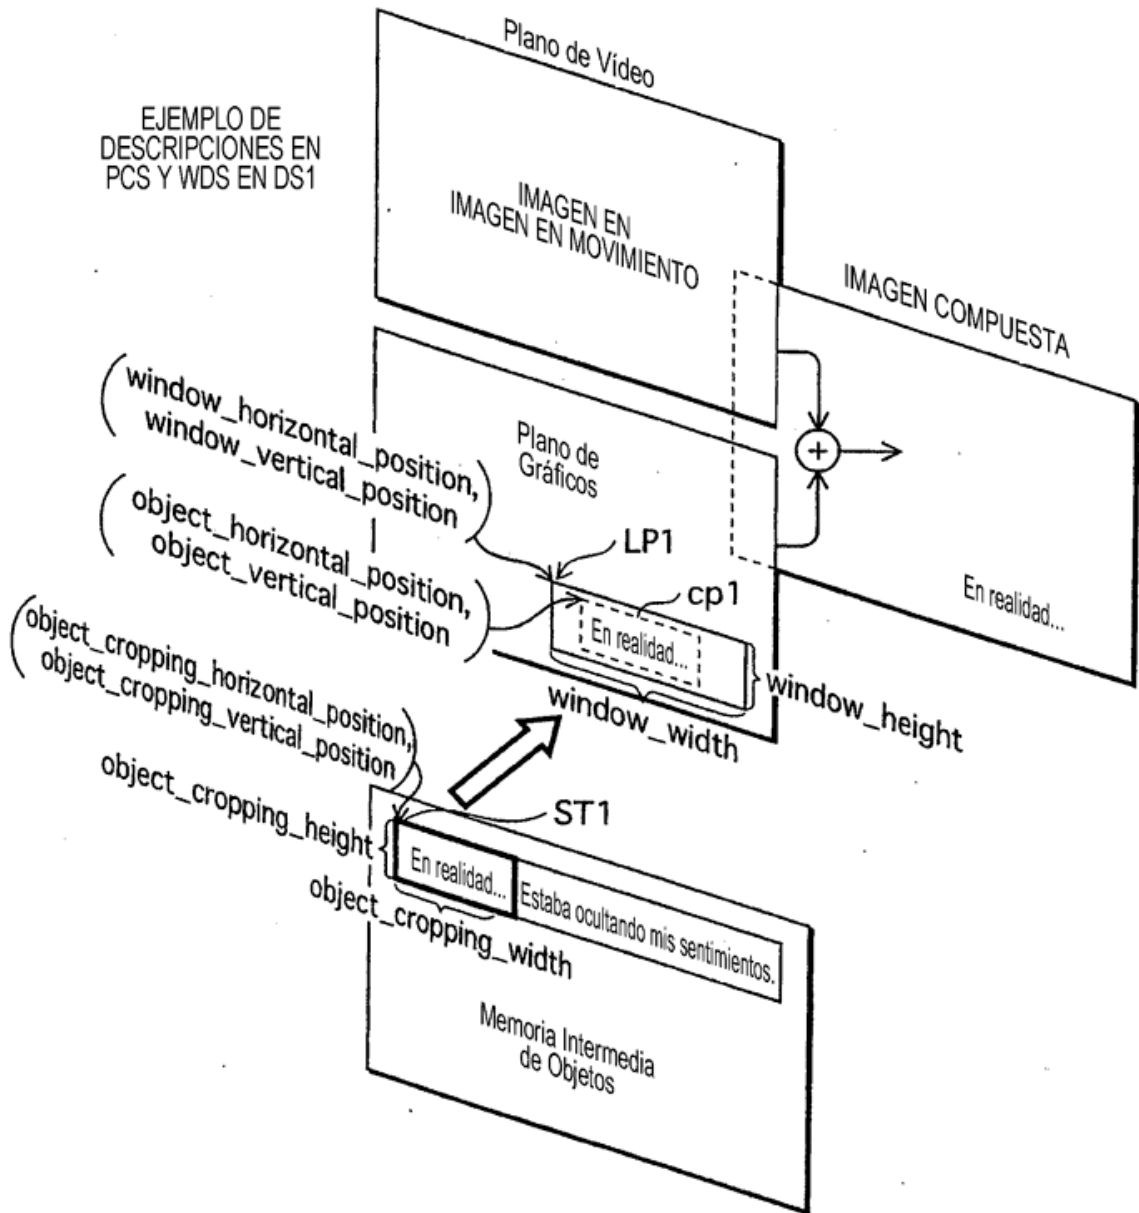 Plano de Vídeo
EJEMPLO DE
DESCRIPCIONES EN
PCS Y WDS EN DS1
IMAGEN EN
IMAGEN EN MOVIMIENTO
IMAGEN COMPUESTA
window_horizontal_position,
window_vertical_position
Plano de
Gráficos
+
object_horizontal_position,
object_vertical_position
LP1
cp1
En realidad...
En realidad...
object_cropping_horizontal_position,
object_cropping_vertical_position
window_height
window_width
object_cropping_height
ST1
En realidad...
Estaba ocultando mis sentimientos.
object_cropping_width
Memoria Intermedia
de Objetos